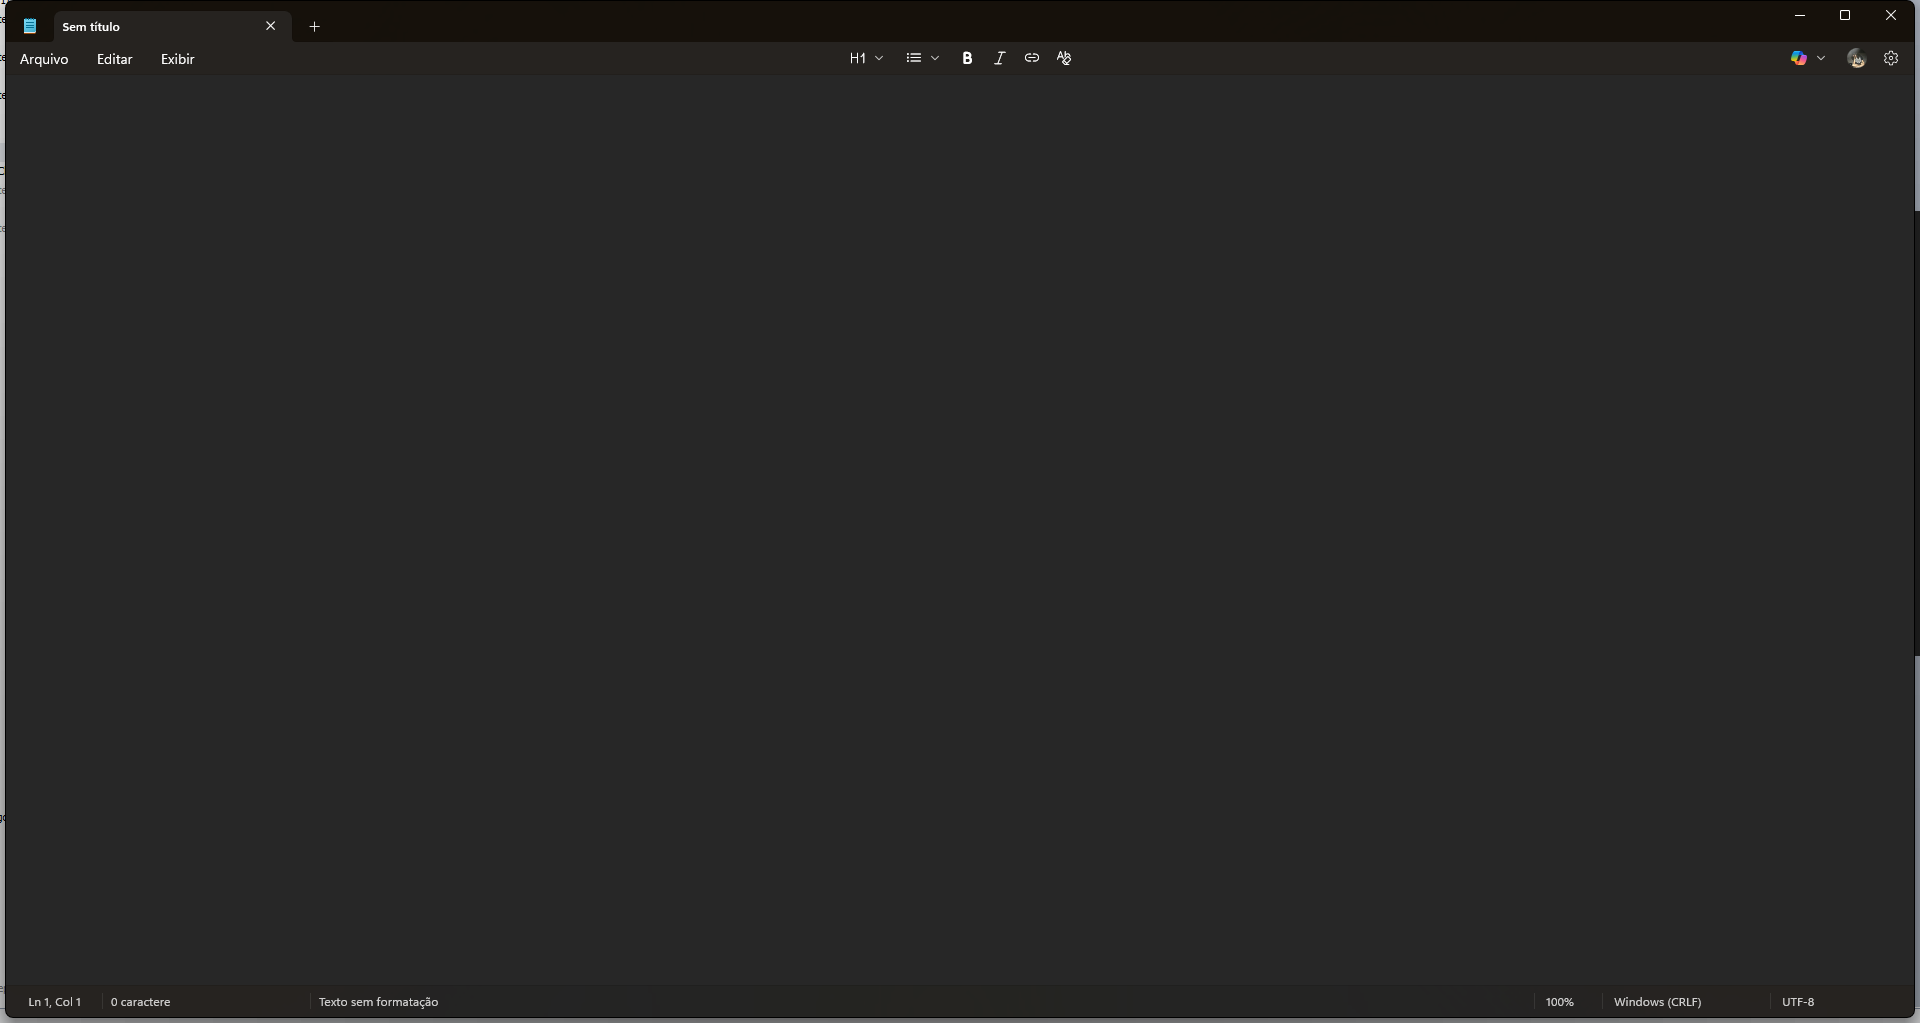 Sem título
Arquivo Editar Exibir H1 B I
Ln 1, Col 1 0 caractere Texto sem formatação 100% Windows (CRLF) UTF-8